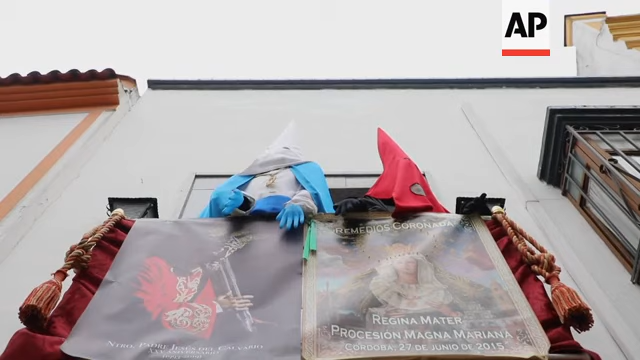 AP
Remedios Coronada
Regina Mater
Procesión Magna Mariana
Córdoba, 27 de junio de 2015
Ntro. Padre Jesús del Calvario